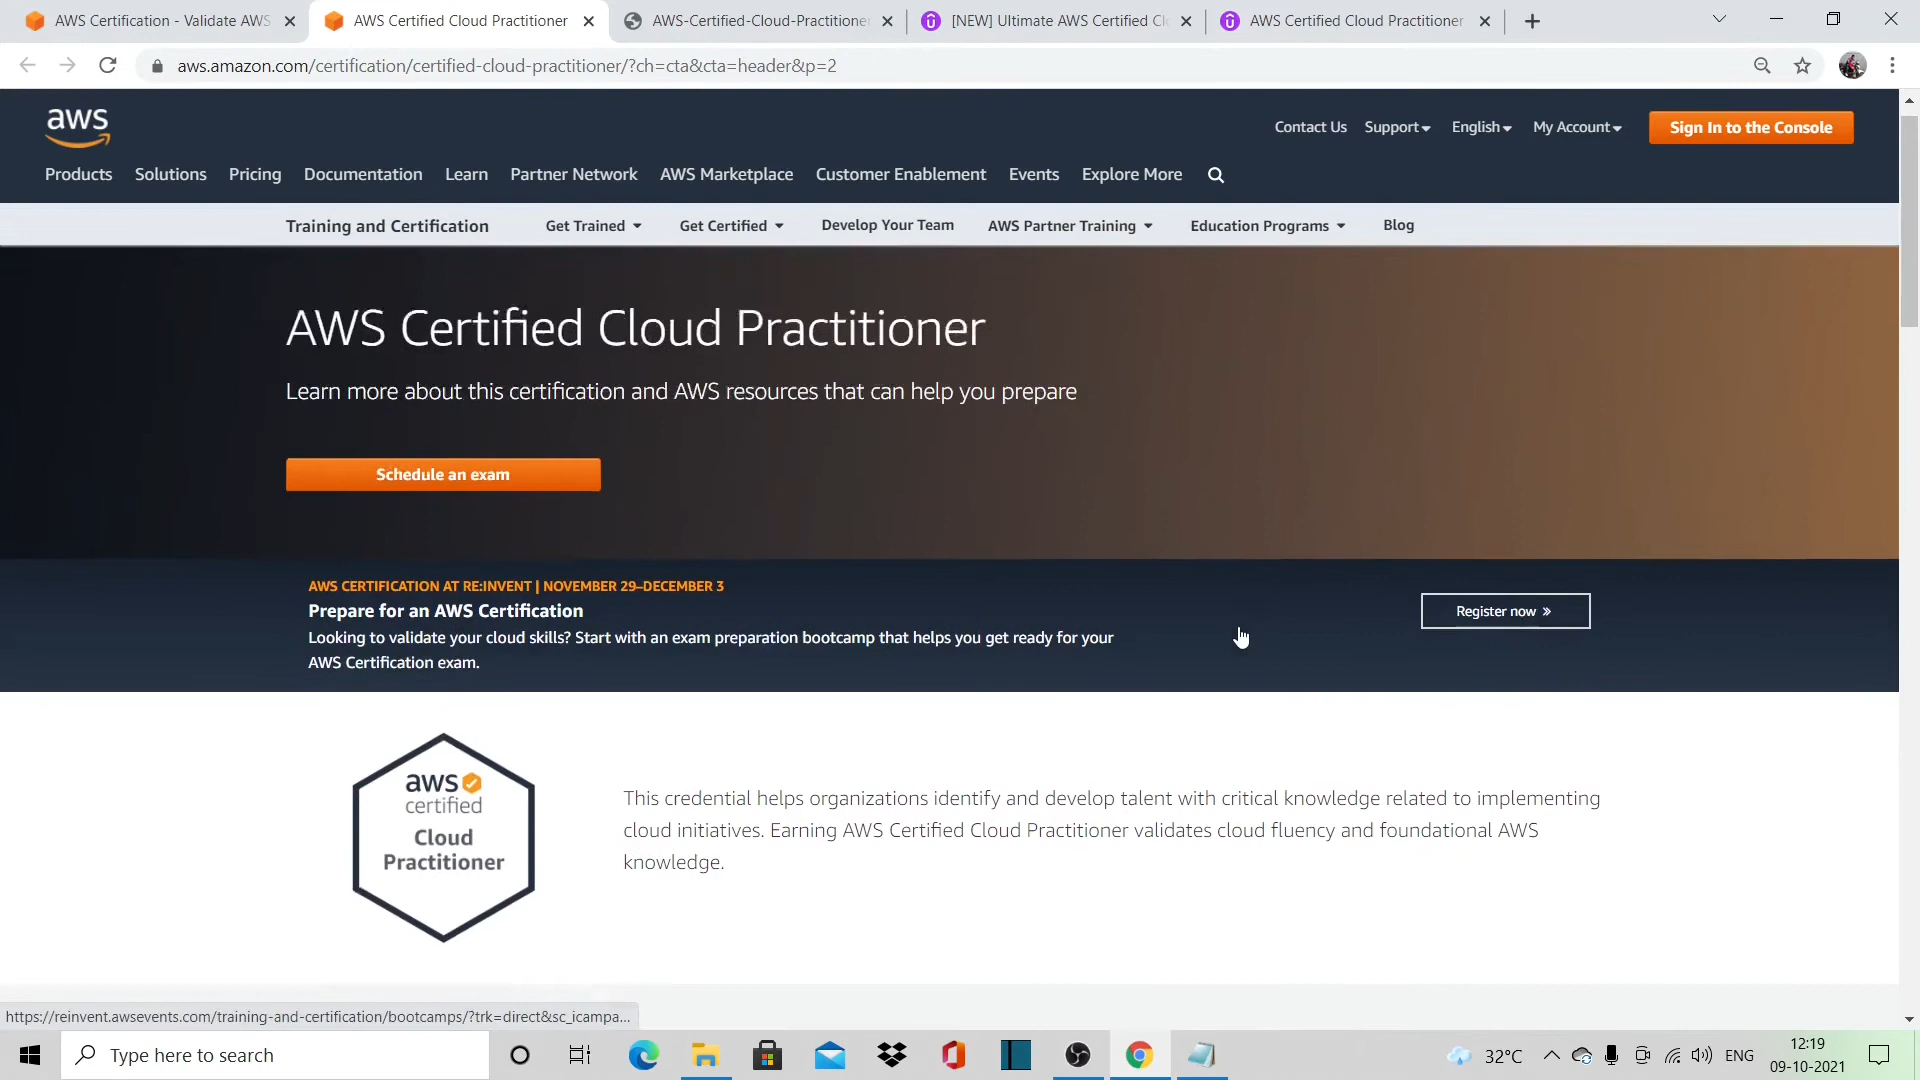 AWS Certification - Validate AWS
AWS Certified Cloud Practitioner
AWS-Certified-Cloud-Practitioner
[NEW] Ultimate AWS Certified Cl
AWS Certified Cloud Practitioner
aws.amazon.com/certification/certified-cloud-practitioner/?ch=cta&cta=header&p=2
aws
Contact Us
Support
English
My Account
Sign In to the Console
Products
Solutions
Pricing
Documentation
Learn
Partner Network
AWS Marketplace
Customer Enablement
Events
Explore More
Training and Certification
Get Trained
Get Certified
Develop Your Team
AWS Partner Training
Education Programs
Blog
AWS Certified Cloud Practitioner
Learn more about this certification and AWS resources that can help you prepare
Schedule an exam
AWS CERTIFICATION AT RE:INVENT | NOVEMBER 29–DECEMBER 3
Prepare for an AWS Certification
Looking to validate your cloud skills? Start with an exam preparation bootcamp that helps you get ready for your
AWS Certification exam.
Register now »
aws
certified
Cloud
Practitioner
This credential helps organizations identify and develop talent with critical knowledge related to implementing
cloud initiatives. Earning AWS Certified Cloud Practitioner validates cloud fluency and foundational AWS
knowledge.
https://reinvent.awsevents.com/training-and-certification/bootcamps/?trk=direct&sc_icampa...
Type here to search
32°C
ENG
12:19
09-10-2021